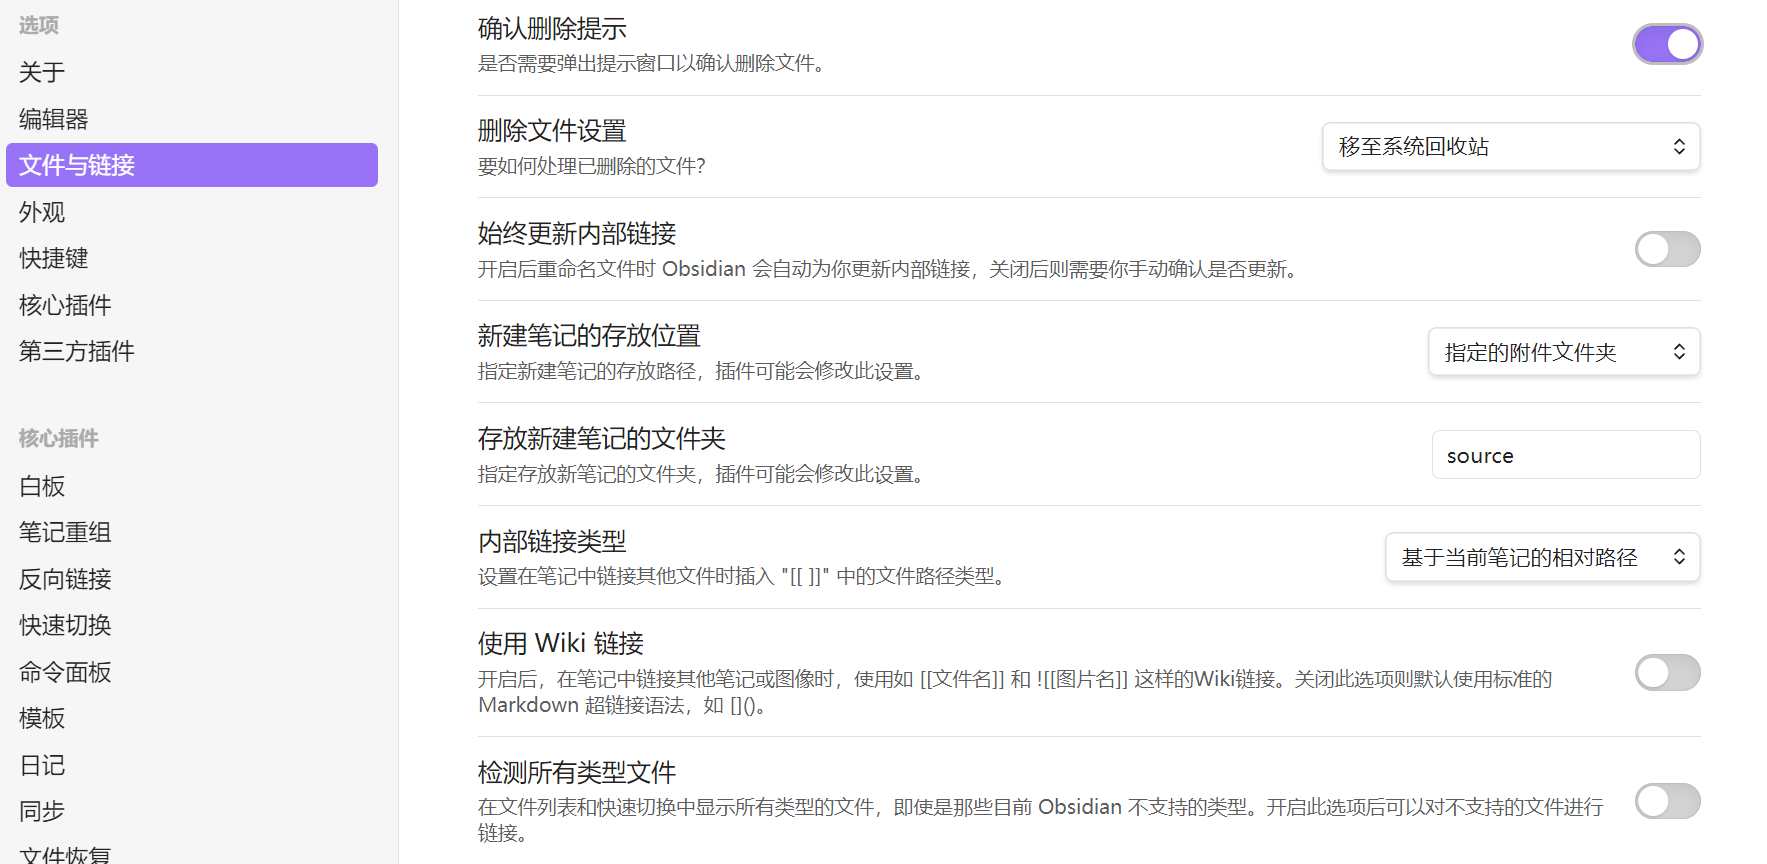 选项
关于
编辑器
文件与链接
外观
快捷键
核心插件
第三方插件
核心插件
白板
笔记重组
反向链接
快速切换
命令面板
模板
日记
同步
文件恢复
确认删除提示
是否需要弹出提示窗口以确认删除文件。
删除文件设置
要如何处理已删除的文件?
移至系统回收站
始终更新内部链接
开启后重命名文件时 Obsidian 会自动为你更新内部链接，关闭后则需要你手动确认是否更新。
新建笔记的存放位置
指定新建笔记的存放路径，插件可能会修改此设置。
指定的附件文件夹
存放新建笔记的文件夹
指定存放新笔记的文件夹，插件可能会修改此设置。
source
内部链接类型
设置在笔记中链接其他文件时插入 "[[ ]]" 中的文件路径类型。
基于当前笔记的相对路径
使用 Wiki 链接
开启后，在笔记中链接其他笔记或图像时，使用如 [[文件名]] 和 ![[图片名]] 这样的Wiki链接。关闭此选项则默认使用标准的
Markdown 超链接语法，如 []()。
检测所有类型文件
在文件列表和快速切换中显示所有类型的文件，即使是那些目前 Obsidian 不支持的类型。开启此选项后可以对不支持的文件进行
链接。